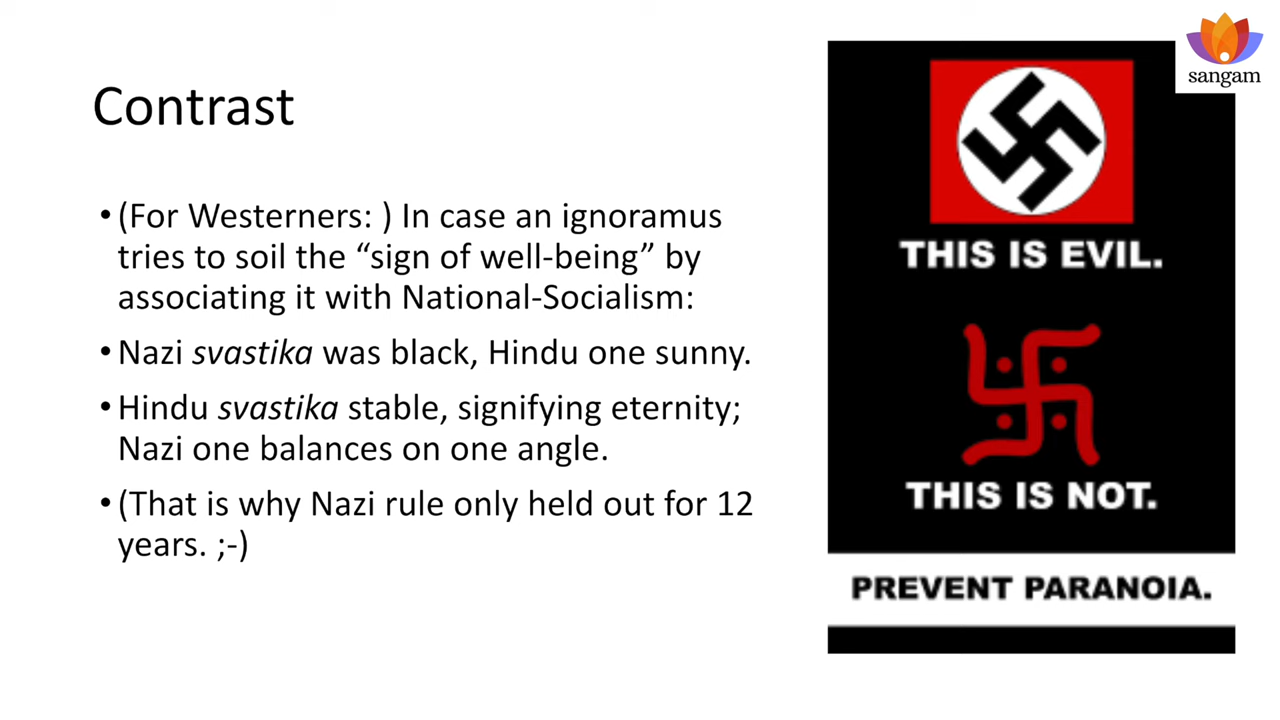 sangam
Contrast
• (For Westerners: ) In case an ignoramus
tries to soil the “sign of well-being” by
associating it with National-Socialism:
• Nazi svastika was black, Hindu one sunny.
• Hindu svastika stable, signifying eternity;
Nazi one balances on one angle.
• (That is why Nazi rule only held out for 12
years. ;-)
THIS IS EVIL.
THIS IS NOT.
PREVENT PARANOIA.